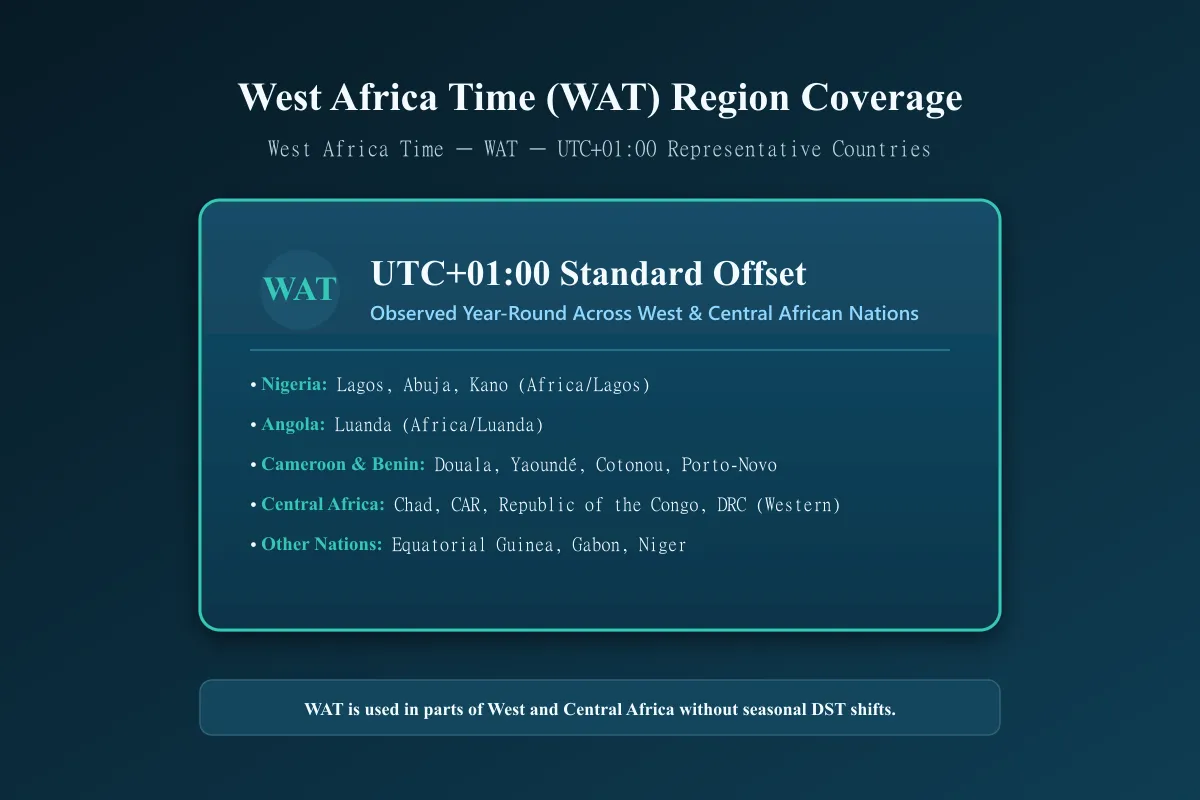 West Africa Time (WAT) Region Coverage
West Africa Time — WAT — UTC+01:00 Representative Countries
WAT
UTC+01:00 Standard Offset
Observed Year-Round Across West & Central African Nations
• Nigeria: Lagos, Abuja, Kano (Africa/Lagos)
• Angola: Luanda (Africa/Luanda)
• Cameroon & Benin: Douala, Yaoundé, Cotonou, Porto-Novo
• Central Africa: Chad, CAR, Republic of the Congo, DRC (Western)
• Other Nations: Equatorial Guinea, Gabon, Niger
WAT is used in parts of West and Central Africa without seasonal DST shifts.